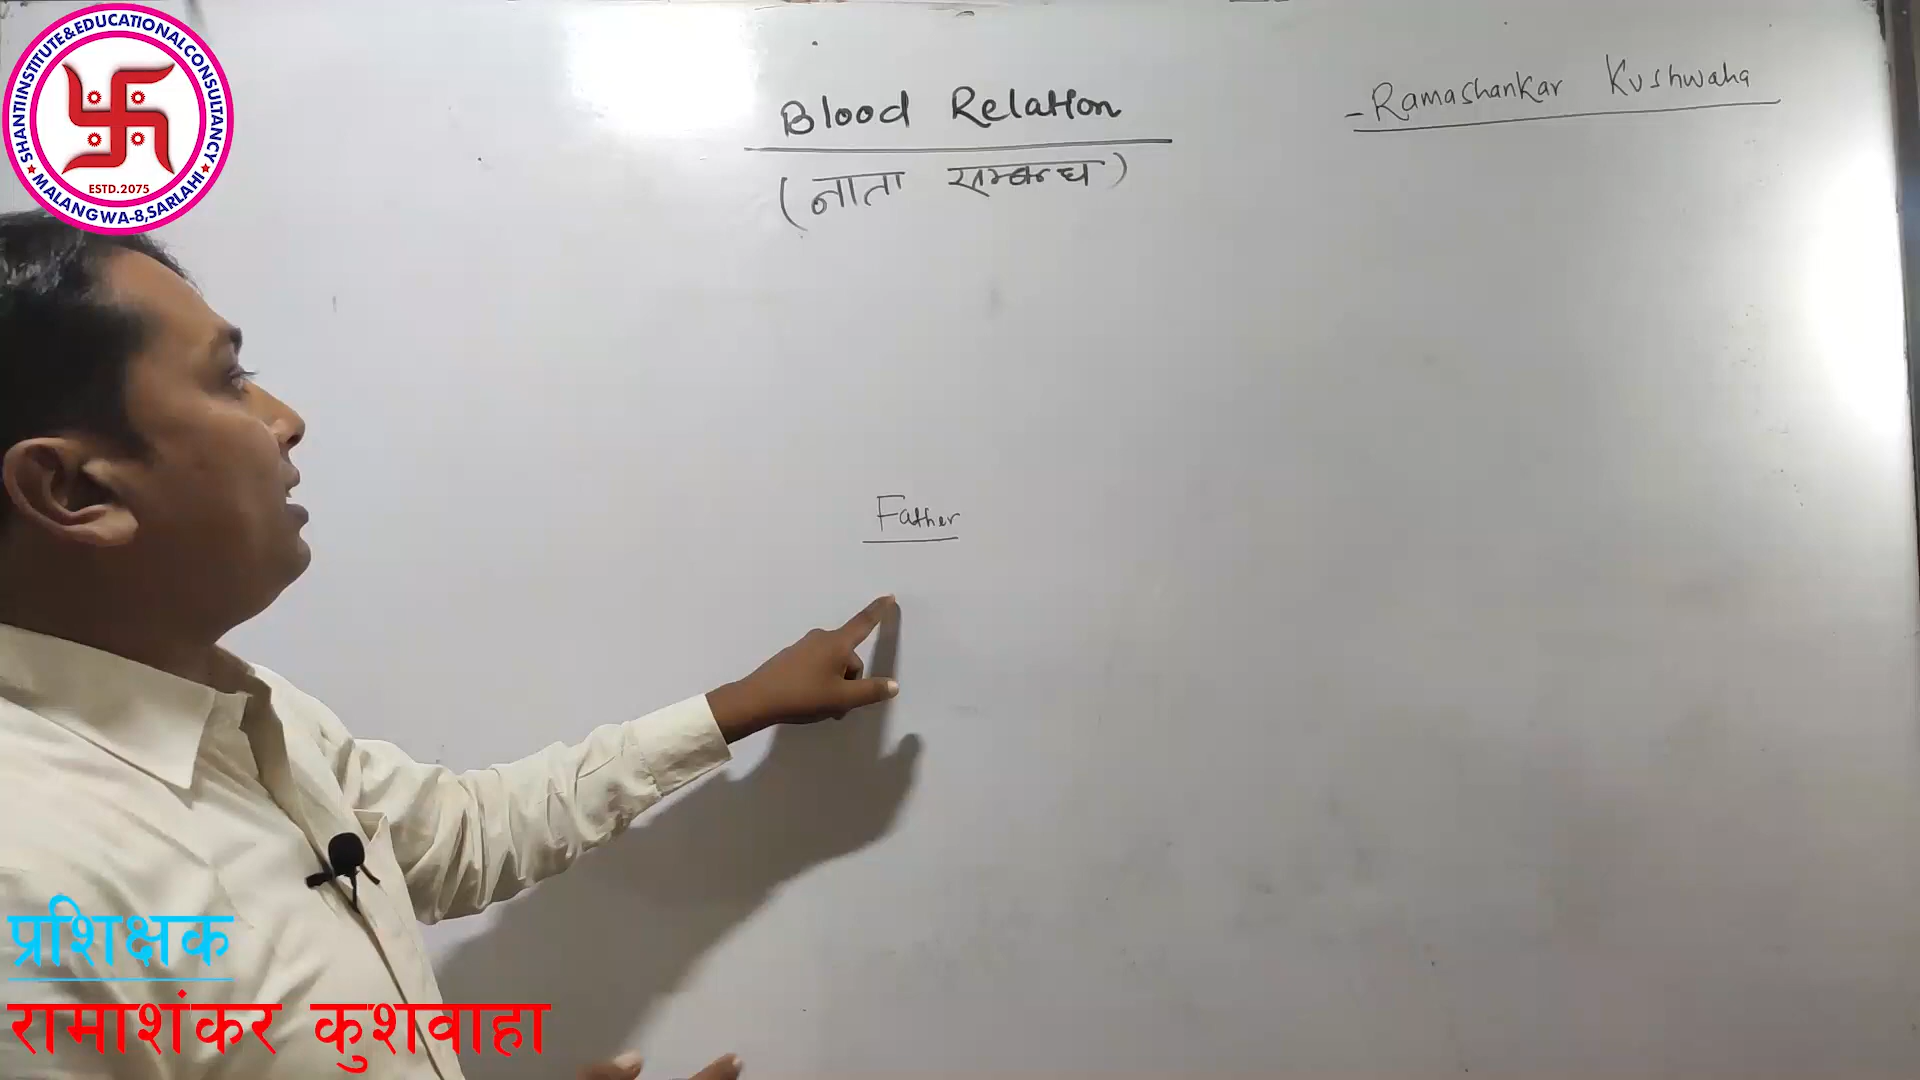 SHANTI INSTITUTE & EDUCATIONAL CONSULTANCY
ESTD.2075
★ MALANGWA-8, SARLAHI ★
Blood Relation
(नाता सम्बन्ध)
- Ramashankar Kushwaha
Father
प्रशिक्षक
रामाशंकर कुशवाहा